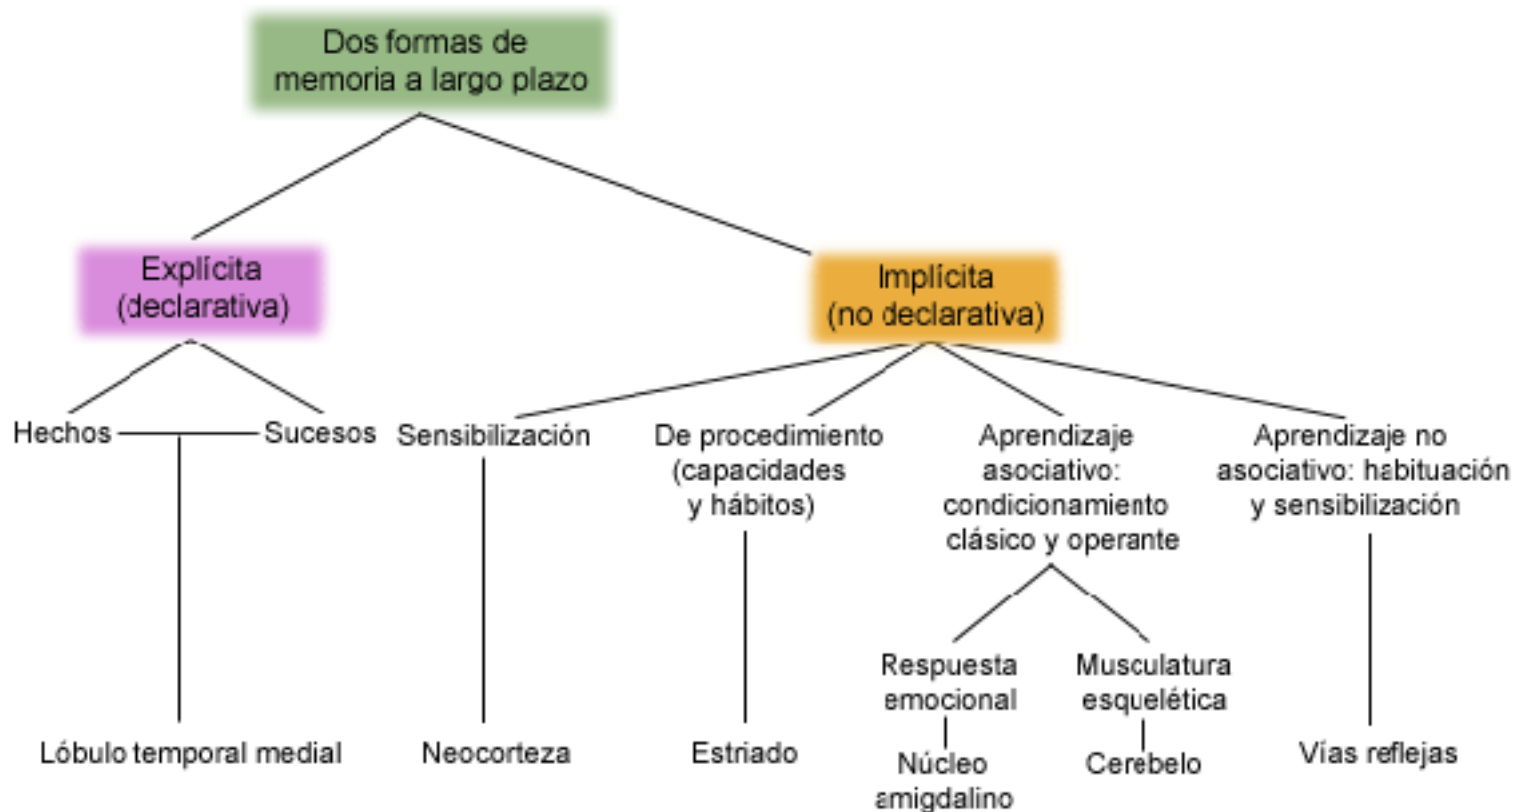 Dos formas de
memoria a largo plazo
Explícita
(declarativa)
Implícita
(no declarativa)
Hechos
Sucesos
Sensibilización
De procedimiento
(capacidades
y hábitos)
Aprendizaje
asociativo:
condicionamiento
clásico y operante
Aprendizaje no
asociativo: habituación
y sensibilización
Respuesta
emocional
Musculatura
esquelética
Lóbulo temporal medial
Neocorteza
Estriado
Núcleo
amigdalino
Cerebelo
Vías reflejas